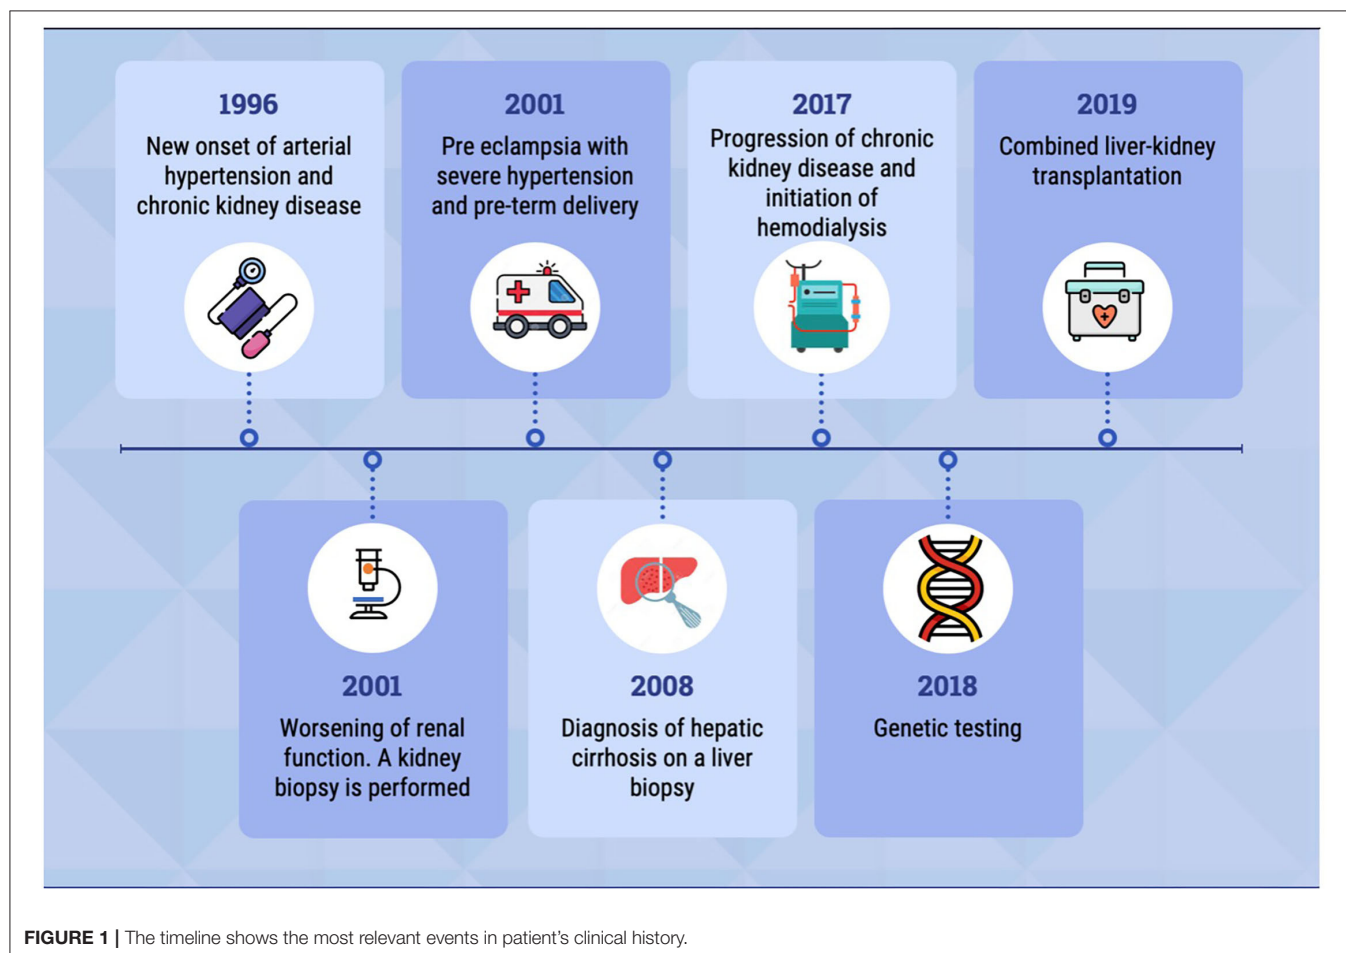 1996
New onset of arterial
hypertension and
chronic kidney disease
2001
Pre eclampsia with
severe hypertension
and pre-term delivery
2017
Progression of chronic
kidney disease and
initiation of
hemodialysis
2019
Combined liver-kidney
transplantation
2001
Worsening of renal
function. A kidney
biopsy is performed
2008
Diagnosis of hepatic
cirrhosis on a liver
biopsy
2018
Genetic testing
FIGURE 1 | The timeline shows the most relevant events in patient's clinical history.